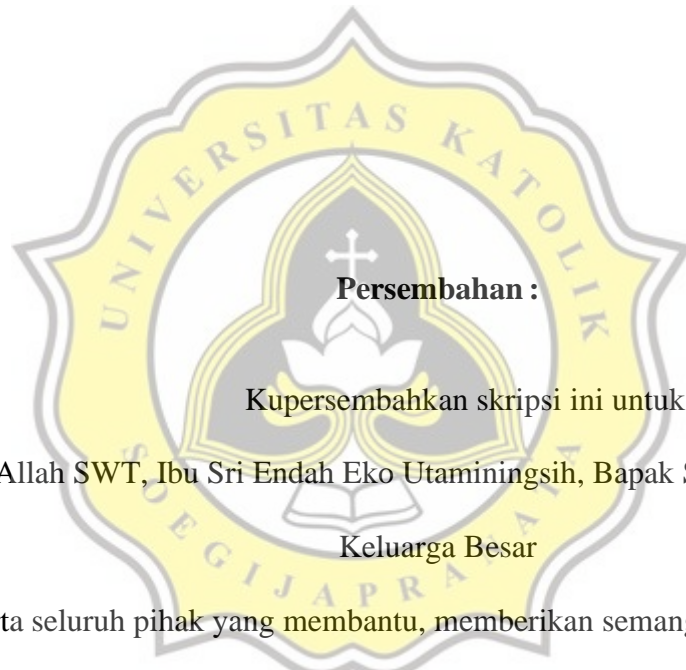 UNIVERSITAS KATOLIK
Persembahan :
Kupersembahkan skripsi ini untuk
Allah SWT, Ibu Sri Endah Eko Utaminingsih, Bapak S
Keluarga Besar
ta seluruh pihak yang membantu, memberikan semang
SOEGIJAPRANATA